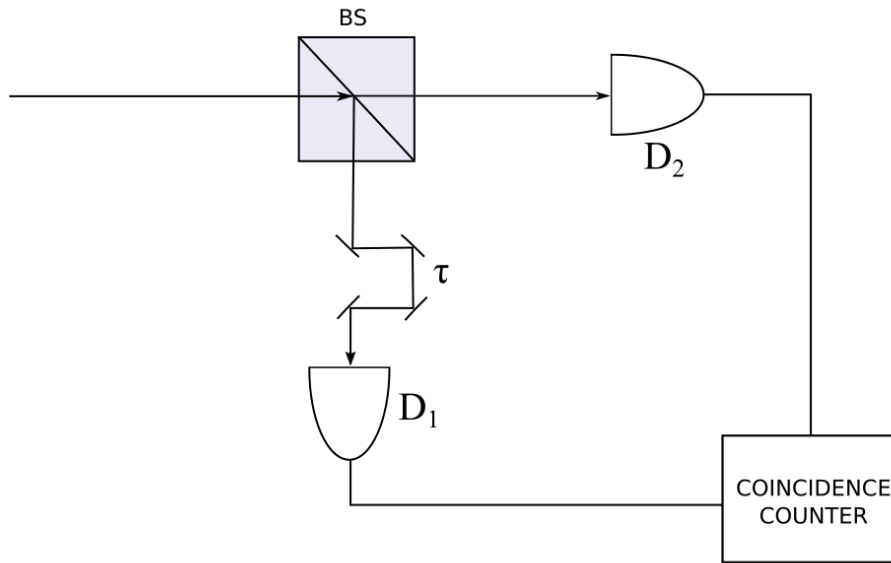 BS
D₂
τ
D₁
COINCIDENCE
COUNTER